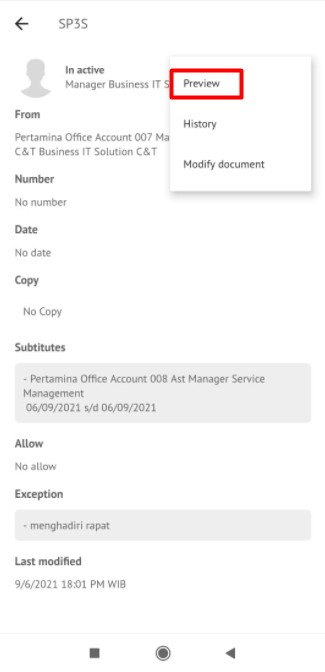 SP3S
In active
Manager Business IT S
Preview
History
Modify document
From
Pertamina Office Account 007 Ma
C&T Business IT Solution C&T
Number
No number
Date
No date
Copy
No Copy
Subtitutes
- Pertamina Office Account 008 Ast Manager Service
Management
06/09/2021 s/d 06/09/2021
Allow
No allow
Exception
- menghadiri rapat
Last modified
9/6/2021 18:01 PM WIB